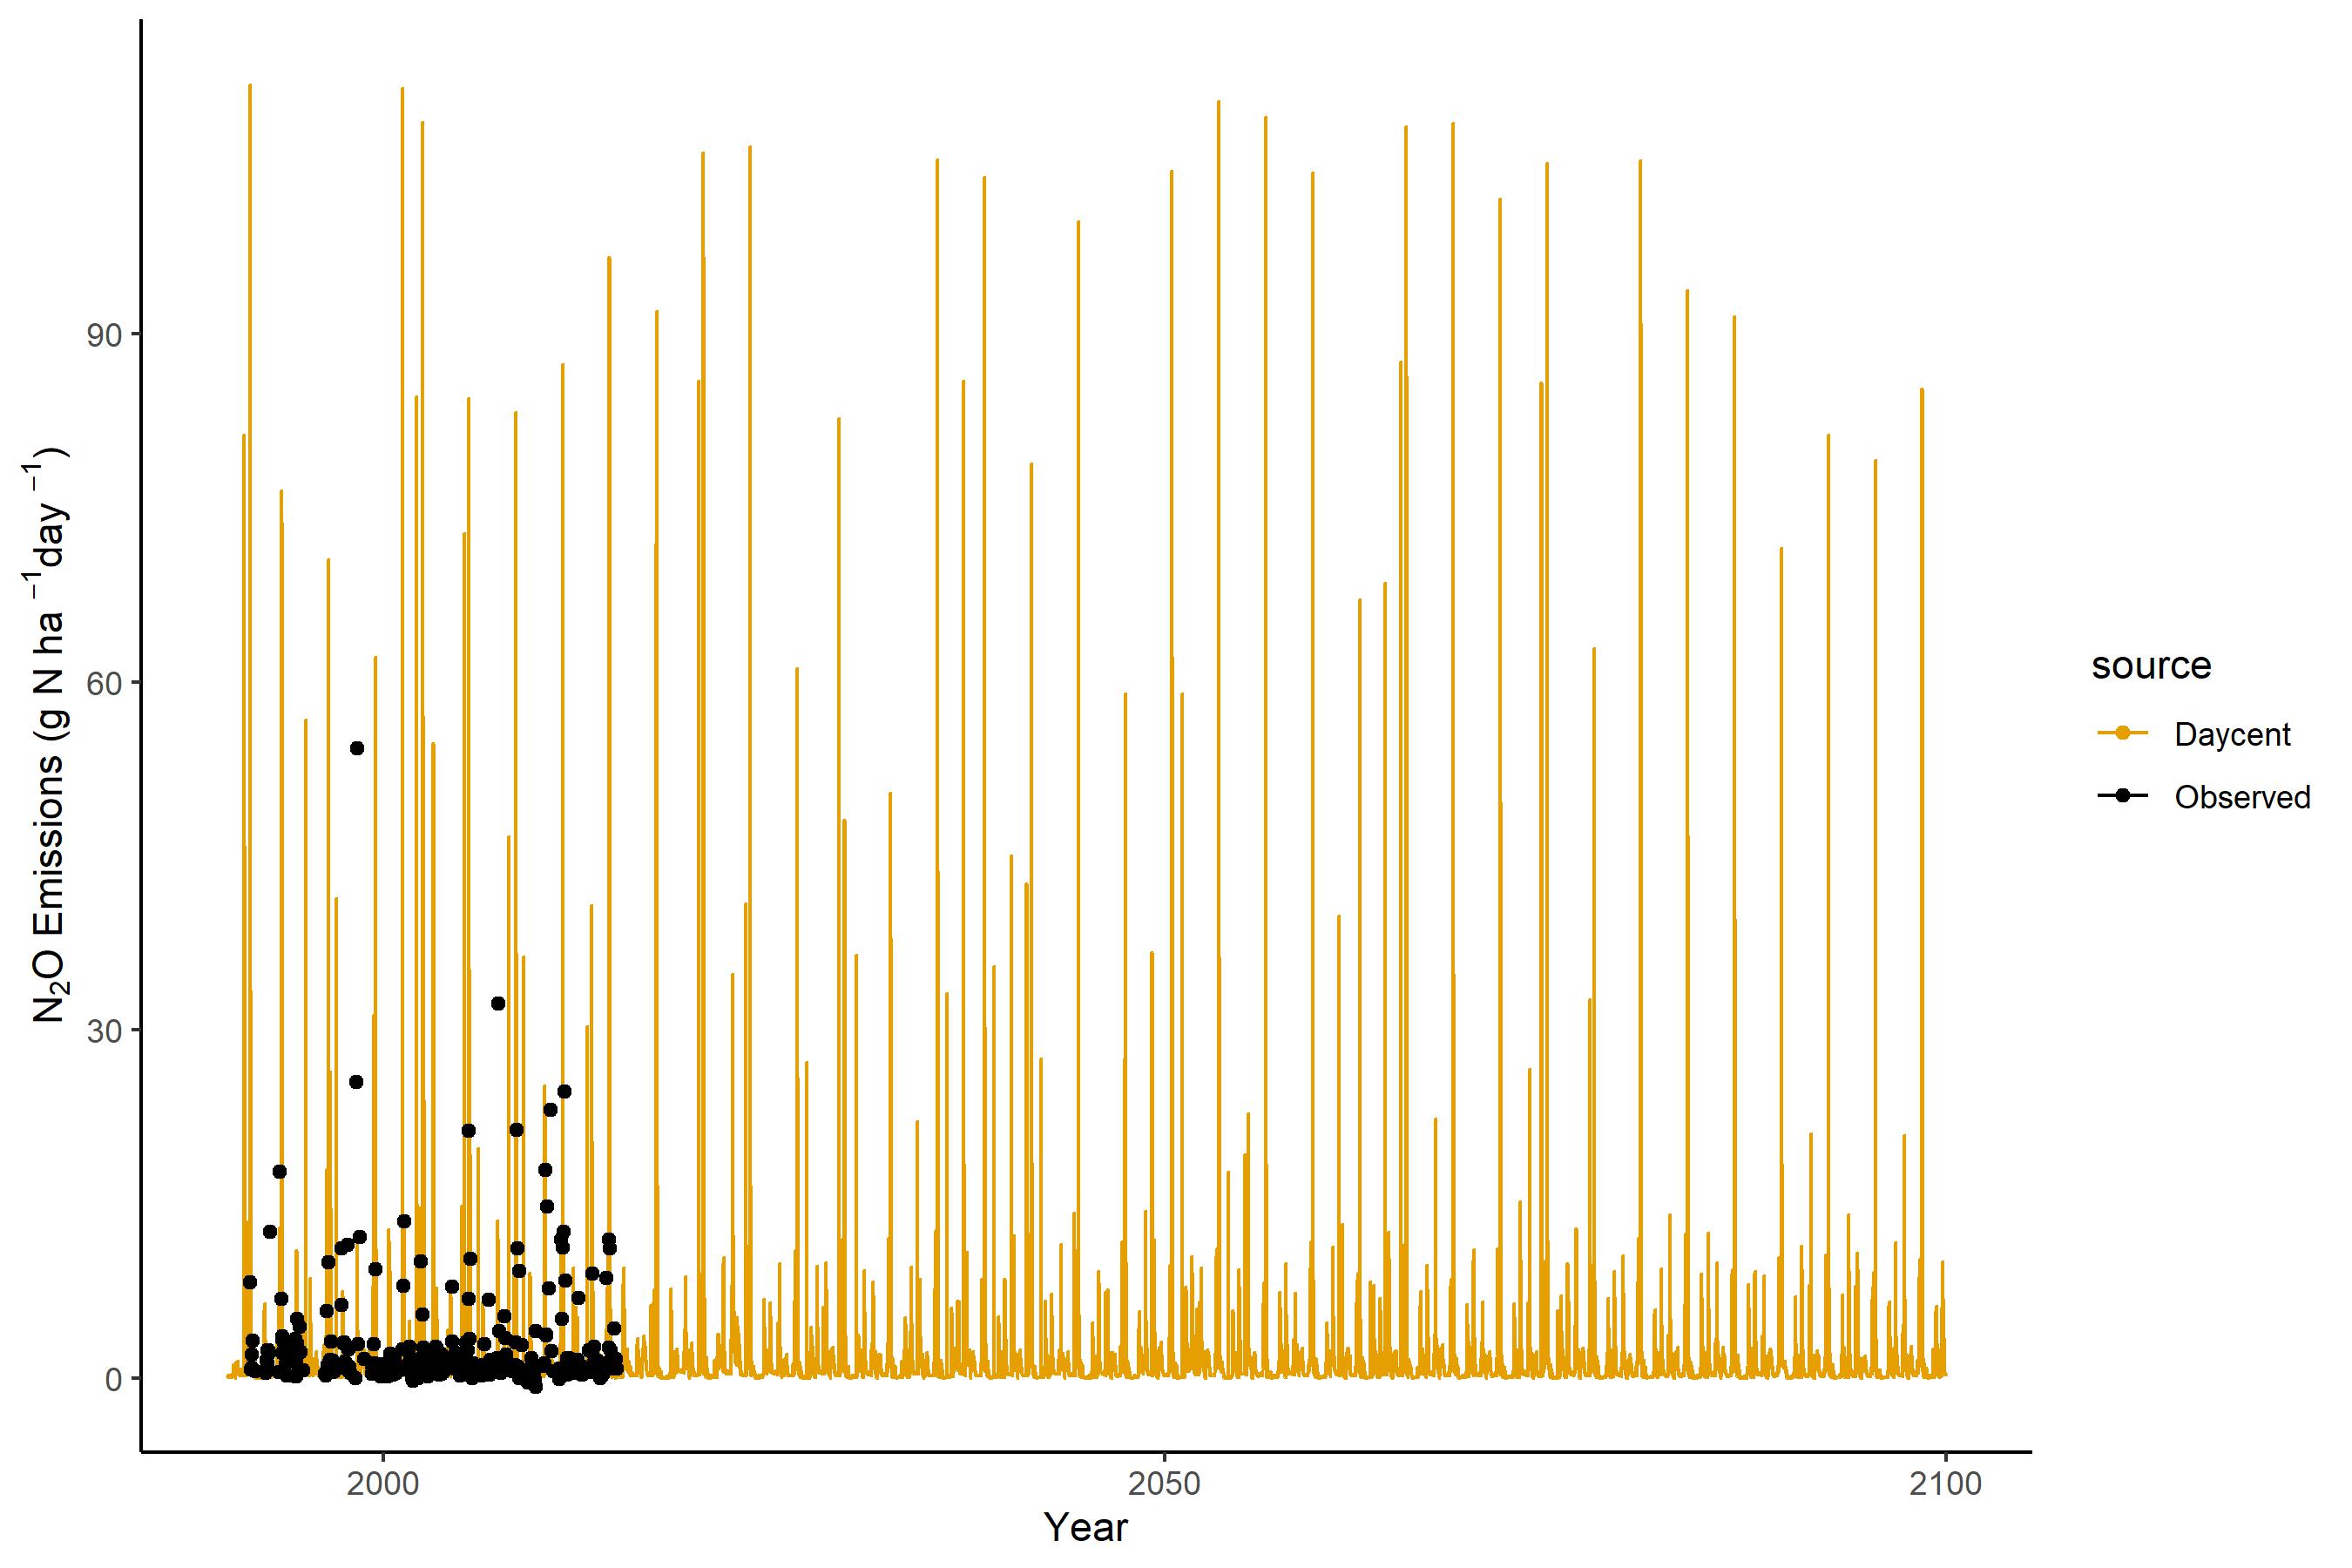 N₂O Emissions (g N ha ⁻¹day ⁻¹)
90
60
30
0
2000
2050
2100
Year
source
Daycent
Observed